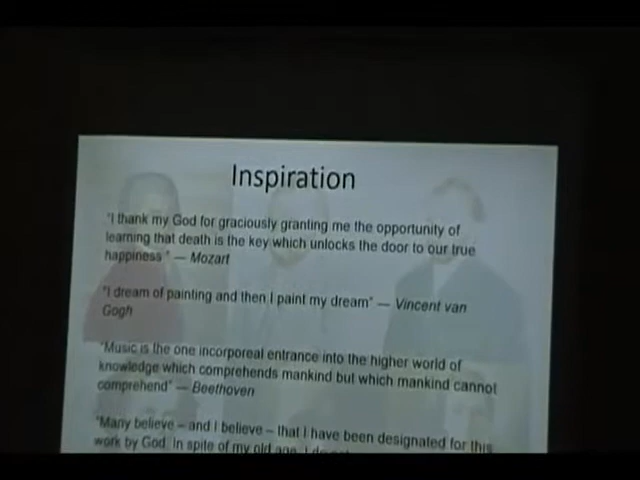 Inspiration
"I thank my God for graciously granting me the opportunity of
learning that death is the key which unlocks the door to our true
happiness " — Mozart
"I dream of painting and then I paint my dream" — Vincent van
Gogh
"Music is the one incorporeal entrance into the higher world of
knowledge which comprehends mankind but which mankind cannot
comprehend" — Beethoven
"Many believe – and I believe – that I have been designated for this
work by God. In spite of my old age, I do